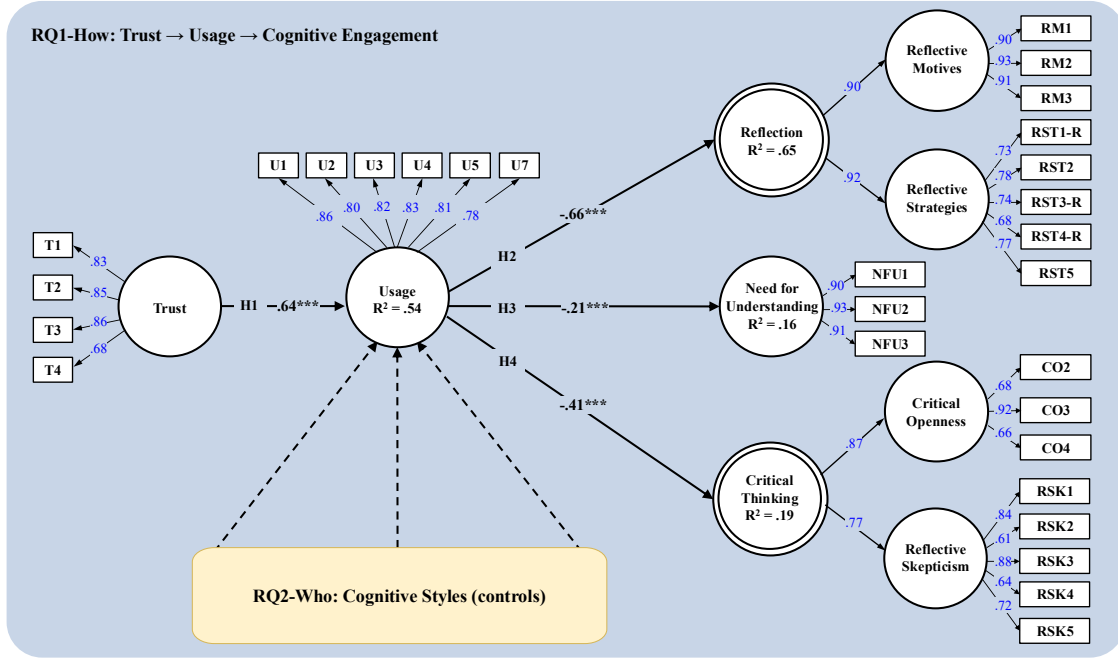 RQ1-How: Trust → Usage → Cognitive Engagement
U1
U2
U3
U4
U5
U7
.86
.80
.82
.83
.81
.78
T1
T2
T3
T4
.83
.85
.86
.68
Trust
H1
-.64***
Usage
R² = .54
H2
-.66***
H3
-.21***
H4
-.41***
Reflection
R² = .65
.90
.92
Reflective
Motives
.90
.93
.91
RM1
RM2
RM3
Reflective
Strategies
.73
.78
.74
.68
.77
RST1-R
RST2
RST3-R
RST4-R
RST5
Need for
Understanding
R² = .16
.90
.93
.91
NFU1
NFU2
NFU3
Critical
Thinking
R² = .19
.87
.77
Critical
Openness
.68
.92
.66
CO2
CO3
CO4
Reflective
Skepticism
.84
.61
.88
.64
.72
RSK1
RSK2
RSK3
RSK4
RSK5
RQ2-Who: Cognitive Styles (controls)